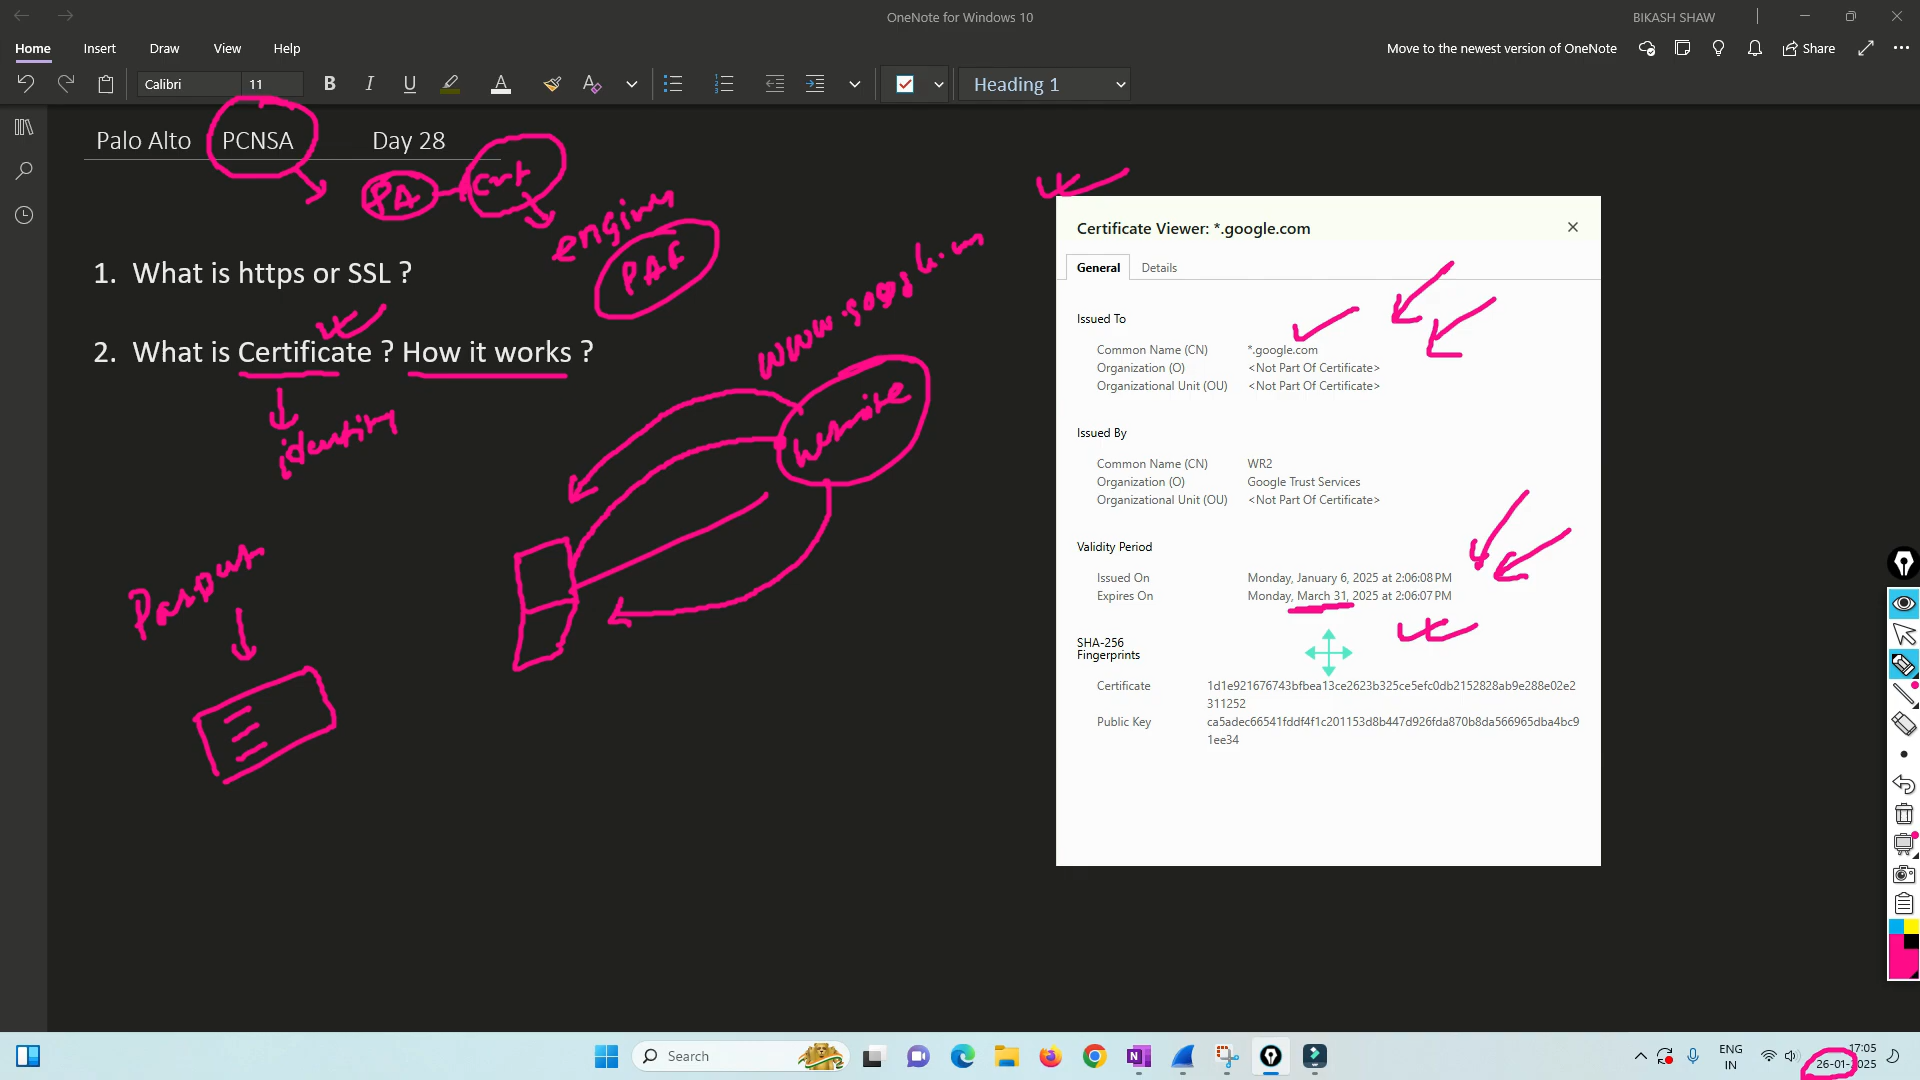 OneNote for Windows 10
BIKASH SHAW
Home Insert Draw View Help
Move to the newest version of OneNote
Share
Calibri 11 B I U A A Heading 1
Palo Alto PCNSA Day 28
PA
engineer
1. What is https or SSL ?
2. What is Certificate ? How it works ?
identity
www.google.com
website
Passport
Certificate Viewer: *.google.com
General Details
Issued To
Common Name (CN) *.google.com
Organization (O) <Not Part Of Certificate>
Organizational Unit (OU) <Not Part Of Certificate>
Issued By
Common Name (CN) WR2
Organization (O) Google Trust Services
Organizational Unit (OU) <Not Part Of Certificate>
Validity Period
Issued On Monday, January 6, 2025 at 2:06:08 PM
Expires On Monday, March 31, 2025 at 2:06:07 PM
SHA-256
Fingerprints
Certificate 1d1e921676743bfbea13ce2623b325ce5efc0db2152828ab9e288e02e2
311252
Public Key ca5adec66541fddf4f1c201153d8b447d926fda870b8da566965dba4bc9
1ee34
Search
ENG
IN
17:05
26-01-2025